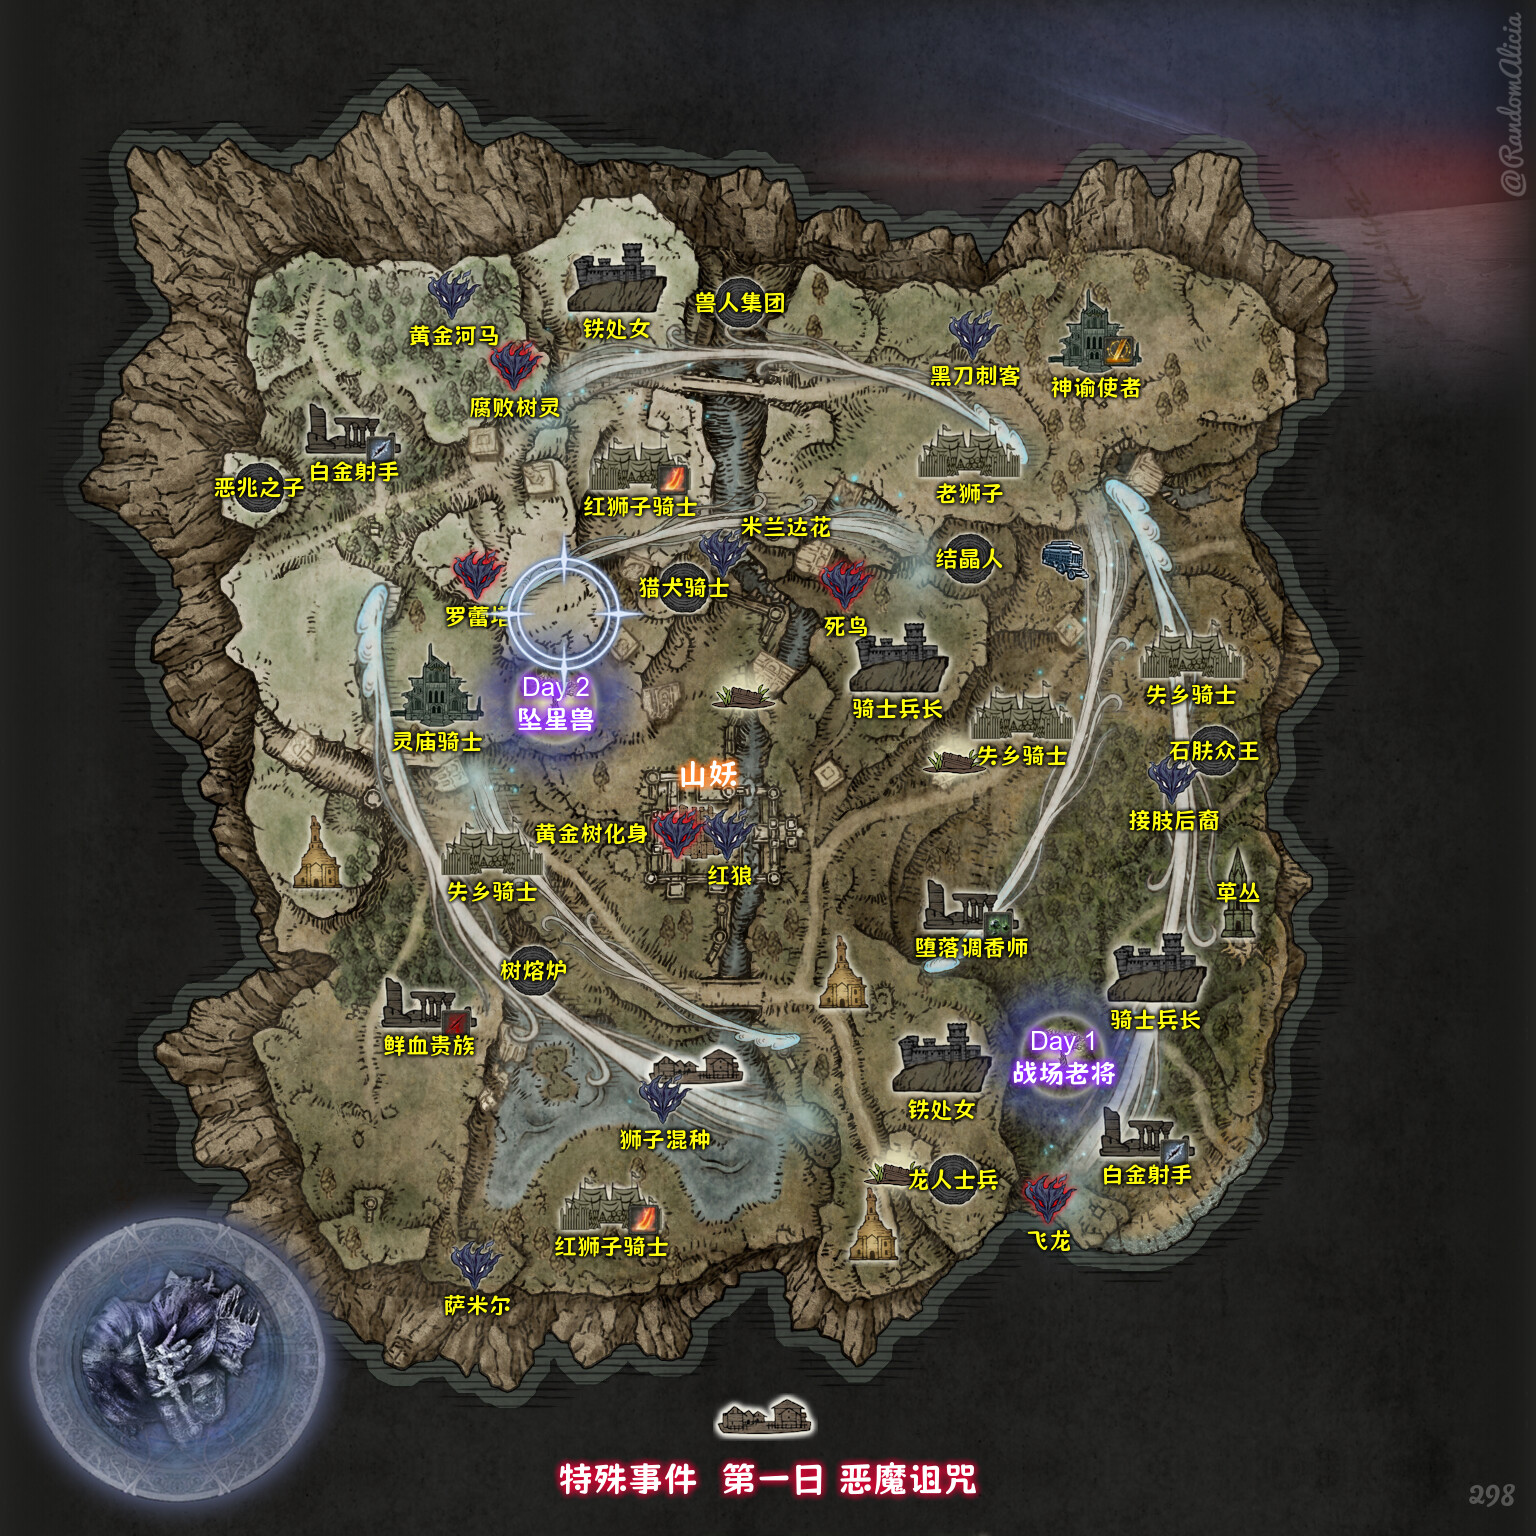 @RandomAlicia
兽人集团
铁处女
黄金河马
黑刀刺客
神谕使者
腐败树灵
白金射手
恶兆之子
红狮子骑士
老狮子
米兰达花
结晶人
猎犬骑士
罗蕾塔
死鸟
Day 2
坠星兽
骑士兵长
失乡骑士
灵庙骑士
失乡骑士
石肤众王
山妖
接肢后裔
黄金树化身
红狼
失乡骑士
草丛
堕落调香师
树熔炉
骑士兵长
鲜血贵族
Day 1
战场老将
铁处女
狮子混种
白金射手
龙人士兵
飞龙
红狮子骑士
萨米尔
特殊事件 第一日 恶魔诅咒
298